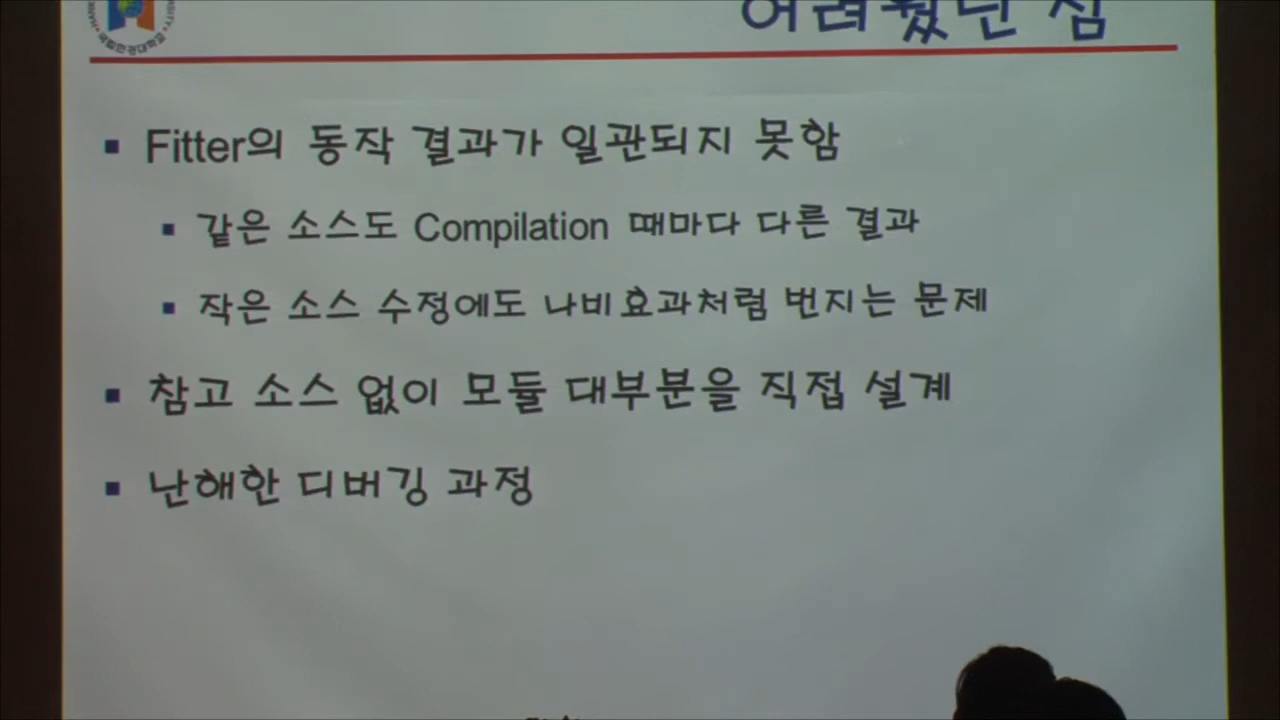 어려웠던 점
Fitter의 동작 결과가 일관되지 못함
같은 소스도 Compilation 때마다 다른 결과
작은 소스 수정에도 나비효과처럼 번지는 문제
참고 소스 없이 모듈 대부분을 직접 설계
난해한 디버깅 과정